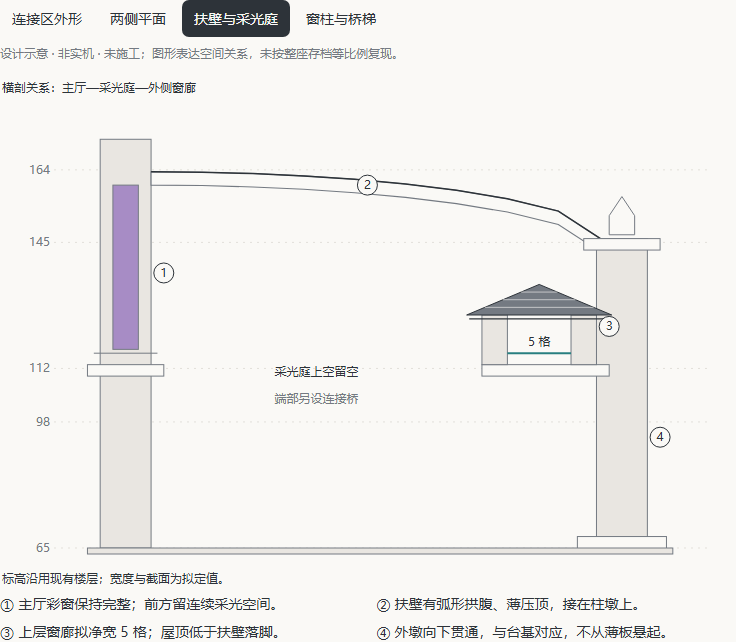 连接区外形 两侧平面 扶壁与采光庭 窗柱与桥梯
设计示意 · 非实机 · 未施工；图形表达空间关系，未按整座存档等比例复现。
横剖关系：主厅—采光庭—外侧窗廊
164
2
145
1
3
5 格
112
采光庭上空留空
端部另设连接桥
98
4
65
标高沿用现有楼层；宽度与截面为拟定值。
① 主厅彩窗保持完整；前方留连续采光空间。
② 扶壁有弧形拱腹、薄压顶，接在柱墩上。
③ 上层窗廊拟净宽 5 格；屋顶低于扶壁落脚。
④ 外墩向下贯通，与台基对应，不从薄板悬起。